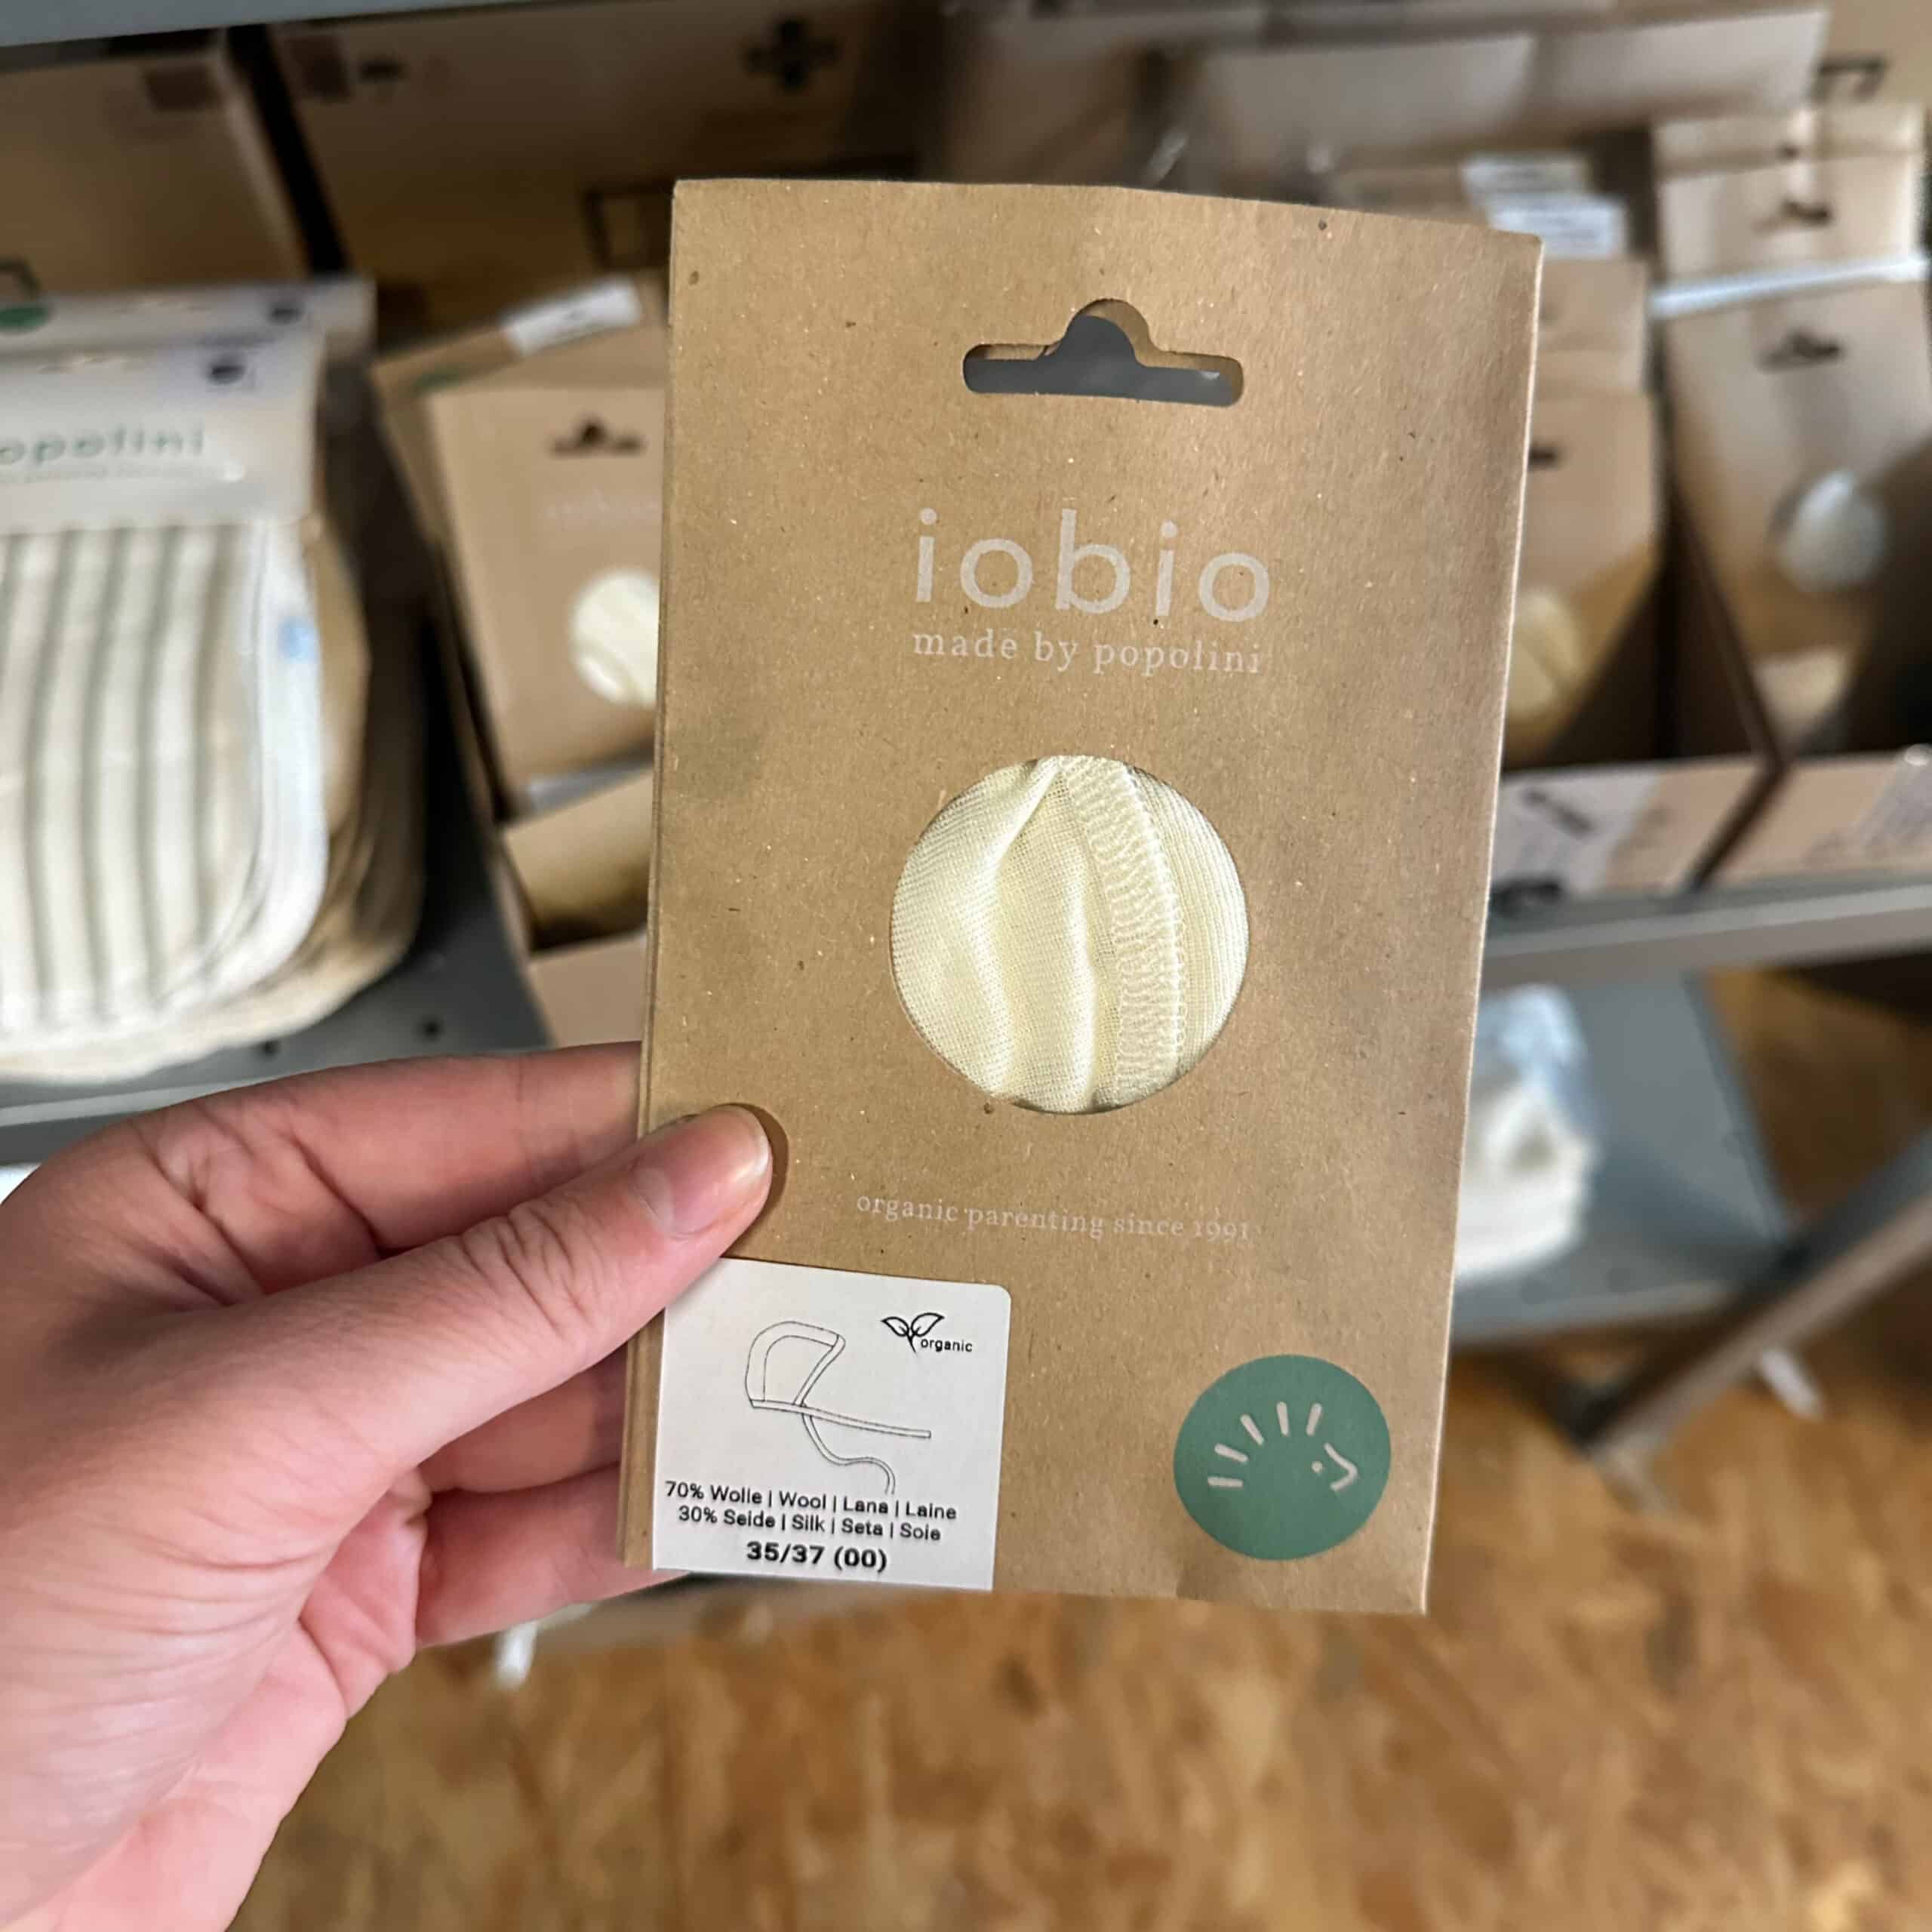 iobio
made by popolini
organic parenting since 1991
organic
70% Wolle | Wool | Lana | Laine
30% Seide | Silk | Seta | Soie
35/37 (00)
opolini